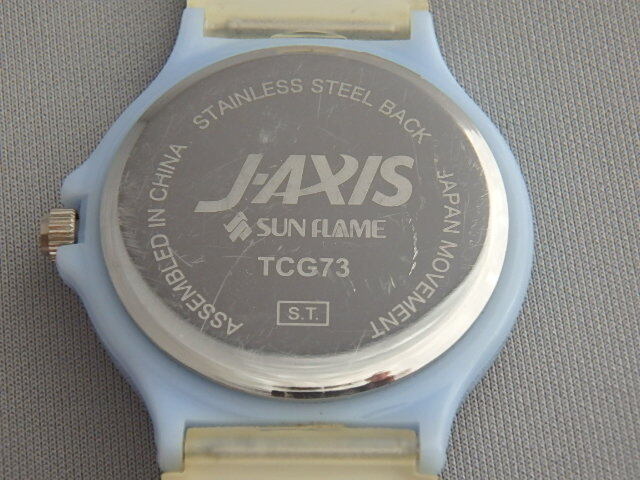 STAINLESS STEEL BACK
J-AXIS
SUN FLAME
TCG73
S.T.
ASSEMBLED IN CHINA
JAPAN MOVEMENT